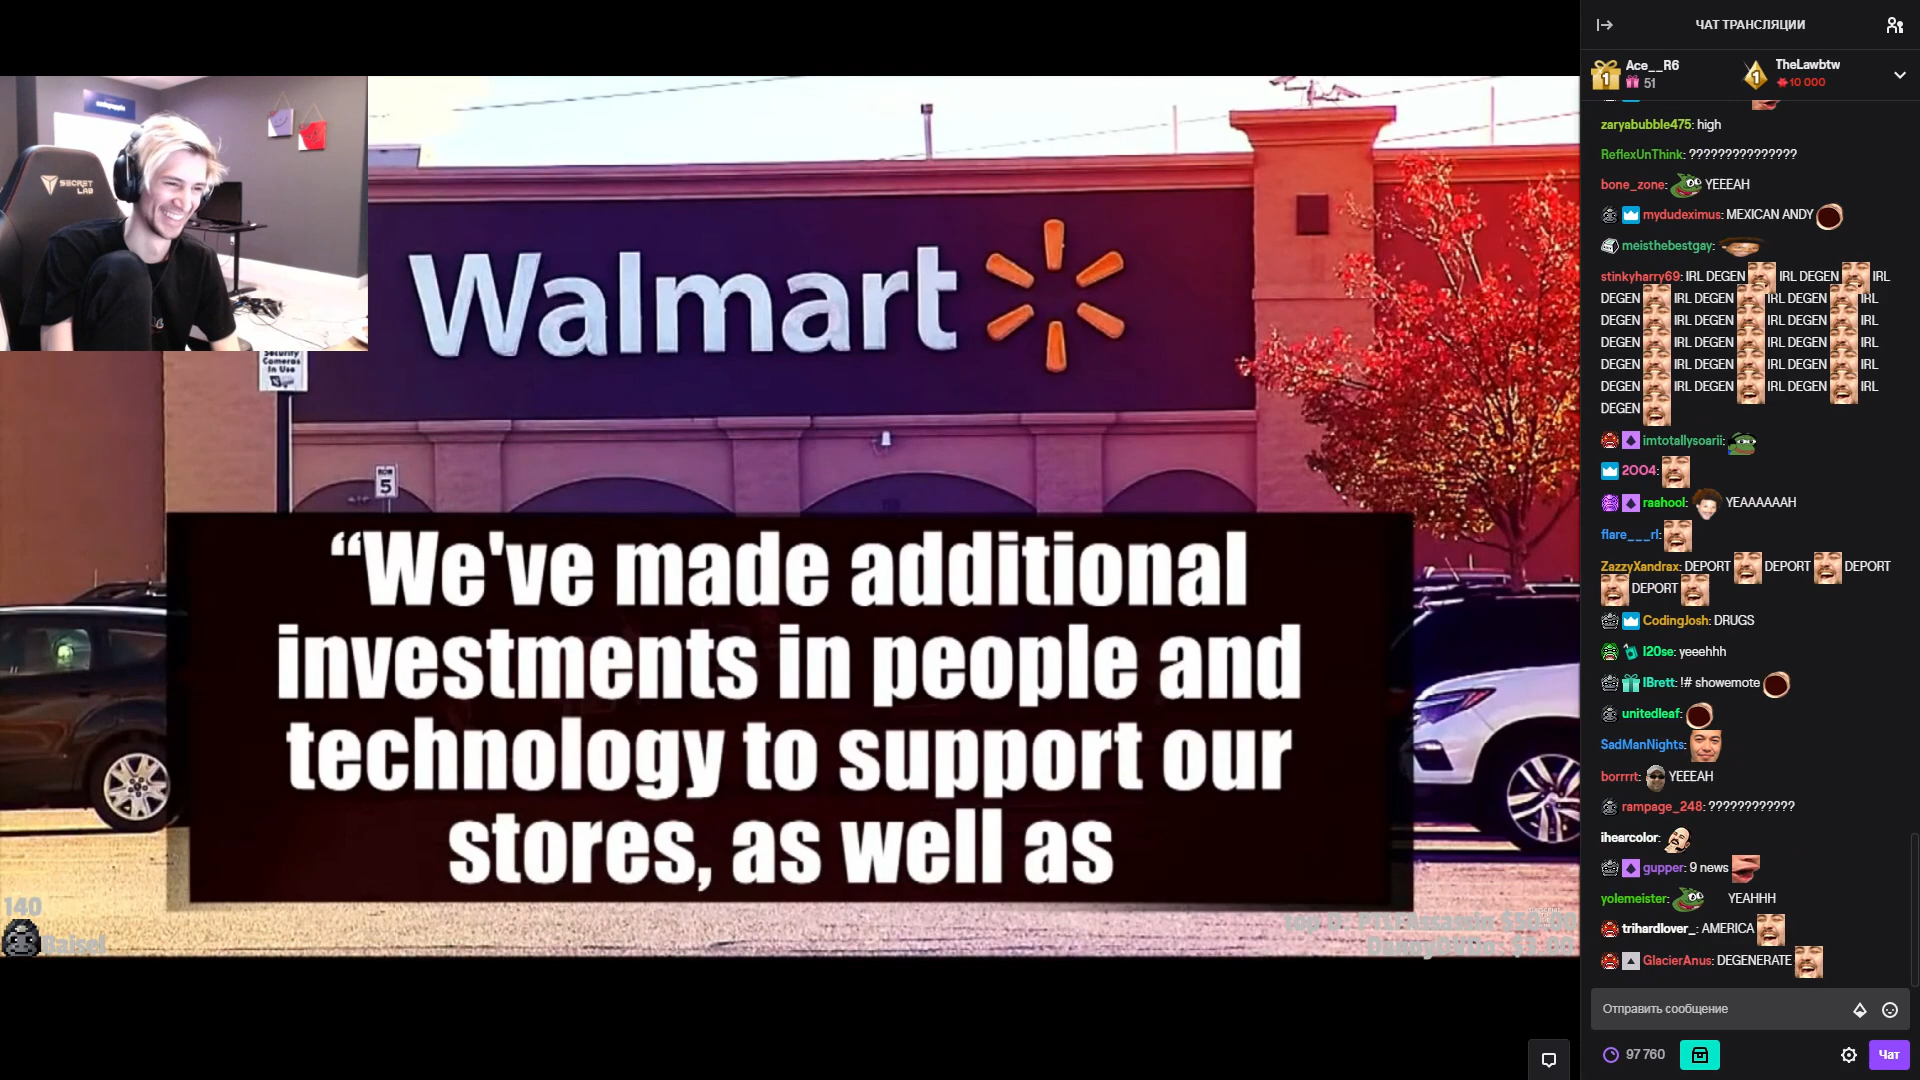 SECRET
LAB
Walmart
Security
Cameras
In Use
5
“We've made additional
investments in people and
technology to support our
stores, as well as
140
ЧАТ ТРАНСЛЯЦИИ
Ace__R6
51
TheLawbtw
10 000
zaryabubble475: high
ReflexUnThink: ???????????????
bone_zone: YEEEAH
mydudeximus: MEXICAN ANDY
meisthebestgay:
stinkyharry69: IRL DEGEN IRL DEGEN IRL
DEGEN IRL DEGEN IRL DEGEN IRL
DEGEN IRL DEGEN IRL DEGEN IRL
DEGEN IRL DEGEN IRL DEGEN IRL
DEGEN IRL DEGEN IRL DEGEN IRL
DEGEN IRL DEGEN IRL DEGEN IRL
DEGEN
imtotallysoarii:
2004:
raahool: YEAAAAAAH
flare___rl:
ZazzyXandrax: DEPORT DEPORT DEPORT
DEPORT
CodingJosh: DRUGS
l20se: yeeehhh
IBrett: !# showemote
unitedleaf:
SadManNights:
borrrrt: YEEEAH
rampage_248: ????????????
ihearcolor:
gupper: 9 news
yolemeister: YEAHHH
trihardlover_: AMERICA
GlacierAnus: DEGENERATE
Отправить сообщение
97 760
Чат